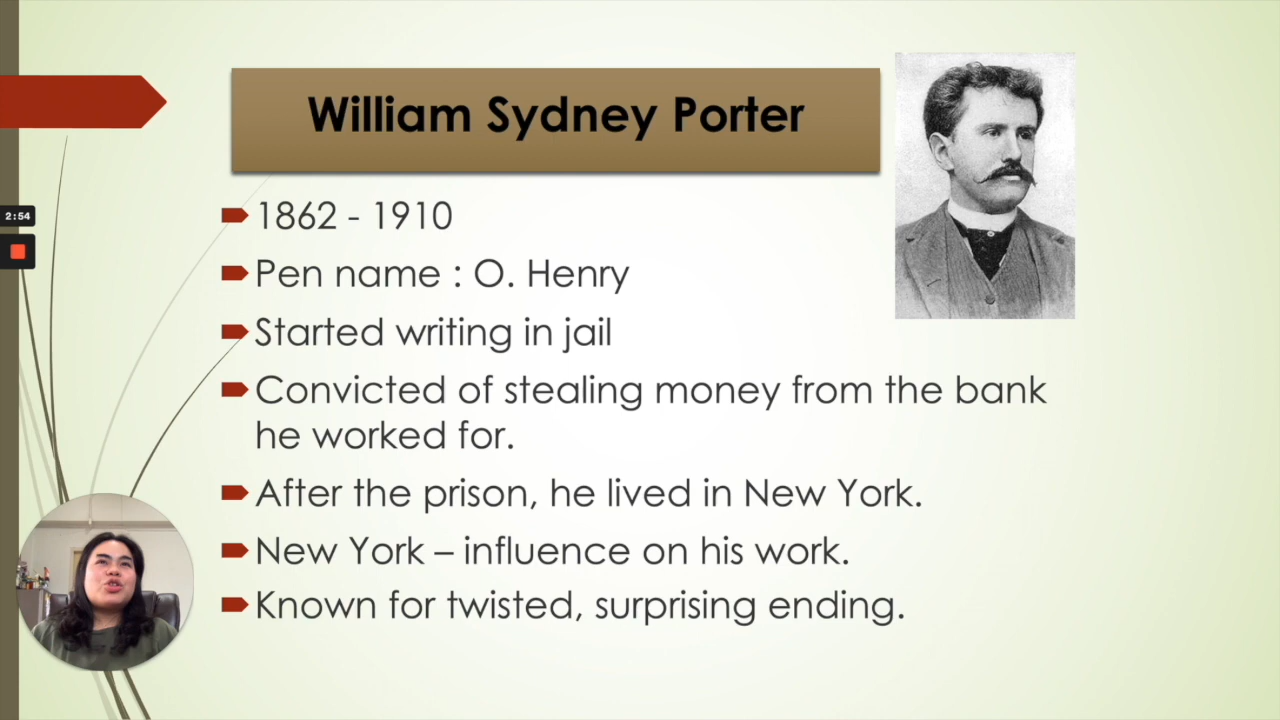 William Sydney Porter
1862 - 1910
2:54
Pen name : O. Henry
Started writing in jail
Convicted of stealing money from the bank
he worked for.
After the prison, he lived in New York.
New York – influence on his work.
Known for twisted, surprising ending.